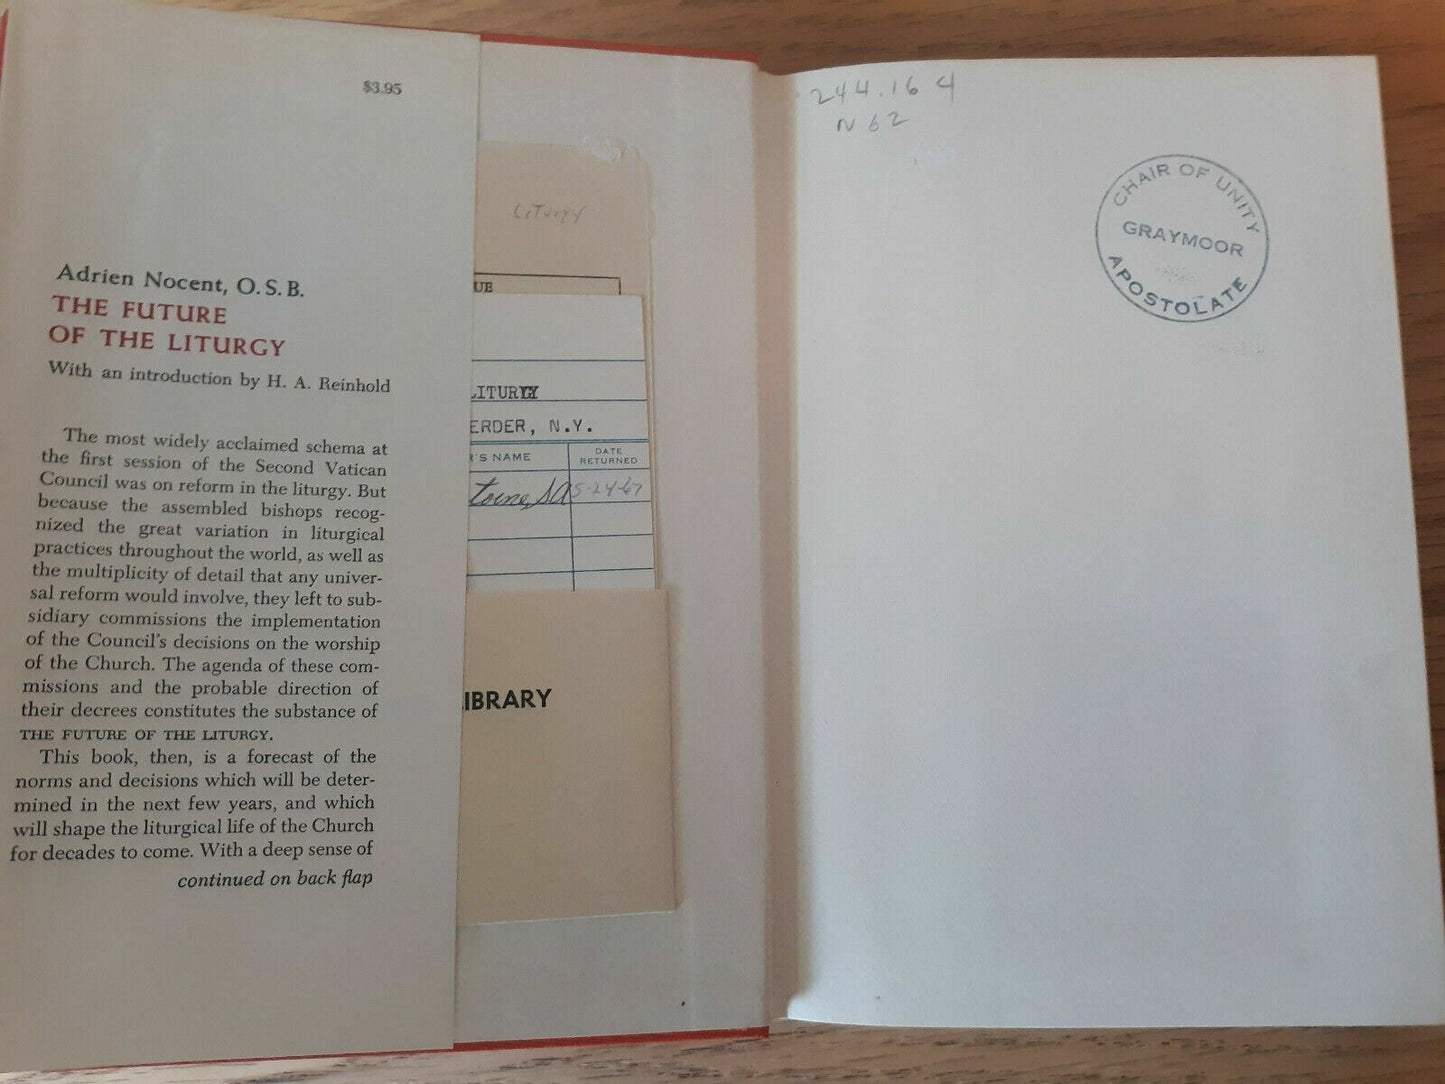 $3.95
Adrien Nocent, O.S.B.
THE FUTURE
OF THE LITURGY
With an introduction by H. A. Reinhold
The most widely acclaimed schema at
the first session of the Second Vatican
Council was on reform in the liturgy. But
because the assembled bishops recog-
nized the great variation in liturgical
practices throughout the world, as well as
the multiplicity of detail that any univer-
sal reform would involve, they left to sub-
sidiary commissions the implementation
of the Council's decisions on the worship
of the Church. The agenda of these com-
missions and the probable direction of
their decrees constitutes the substance of
THE FUTURE OF THE LITURGY.
This book, then, is a forecast of the
norms and decisions which will be deter-
mined in the next few years, and which
will shape the liturgical life of the Church
for decades to come. With a deep sense of
continued on back flap
LITURGY
UE
LITURGY
ERDER, N.Y.
'S NAME
DATE
RETURNED
5-24-67
IBRARY
244.16 4
N62
CHAIR OF UNITY
GRAYMOOR
APOSTOLATE